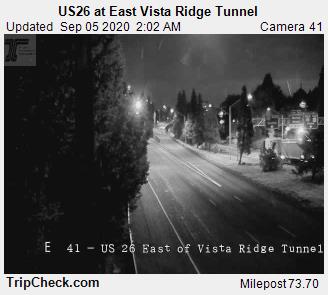 US26 at East Vista Ridge Tunnel
Updated Sep 05 2020 2:02 AM Camera 41
E 41 - US 26 East of Vista Ridge Tunnel
TripCheck.com Milepost 73.70